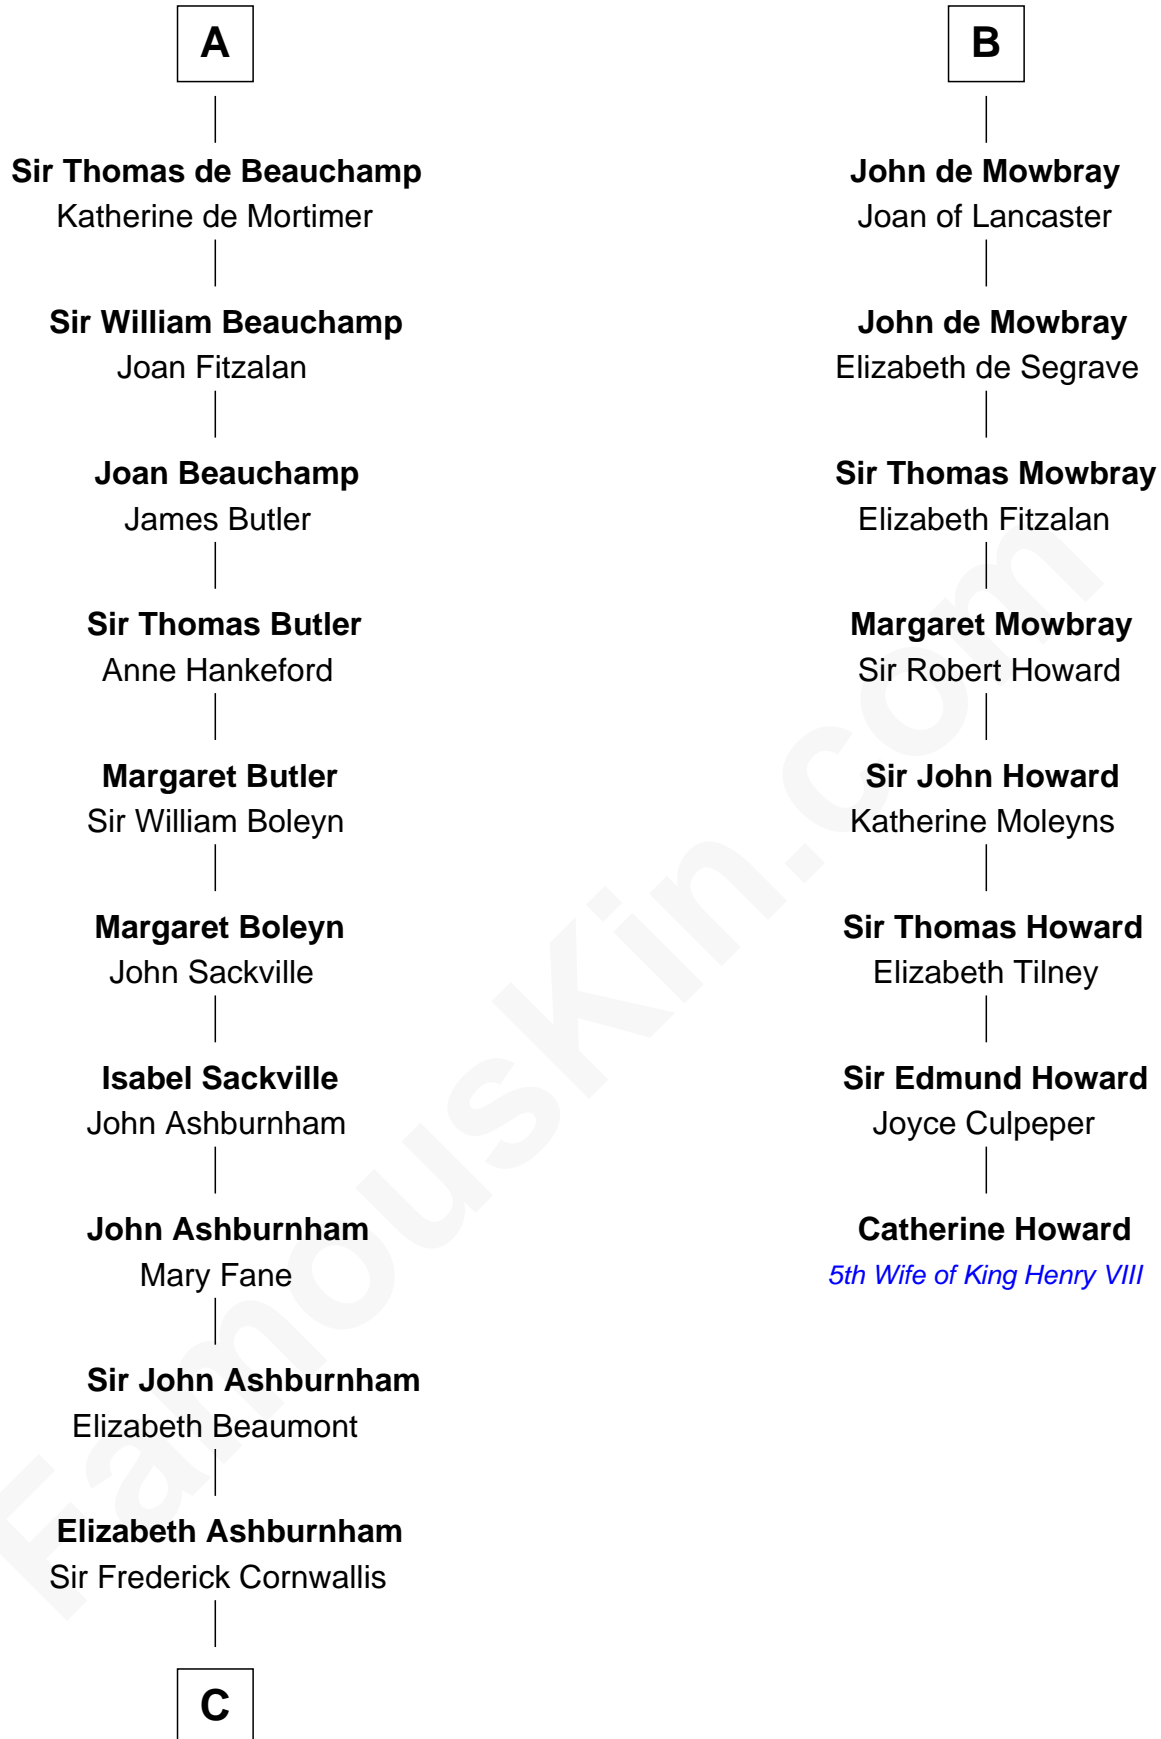 A
Sir Thomas de Beauchamp
Katherine de Mortimer
Sir William Beauchamp
Joan Fitzalan
Joan Beauchamp
James Butler
Sir Thomas Butler
Anne Hankeford
Margaret Butler
Sir William Boleyn
Margaret Boleyn
John Sackville
Isabel Sackville
John Ashburnham
John Ashburnham
Mary Fane
Sir John Ashburnham
Elizabeth Beaumont
Elizabeth Ashburnham
Sir Frederick Cornwallis
C
B
John de Mowbray
Joan of Lancaster
John de Mowbray
Elizabeth de Segrave
Sir Thomas Mowbray
Elizabeth Fitzalan
Margaret Mowbray
Sir Robert Howard
Sir John Howard
Katherine Moleyns
Sir Thomas Howard
Elizabeth Tilney
Sir Edmund Howard
Joyce Culpeper
Catherine Howard
5th Wife of King Henry VIII
FamousKin.com